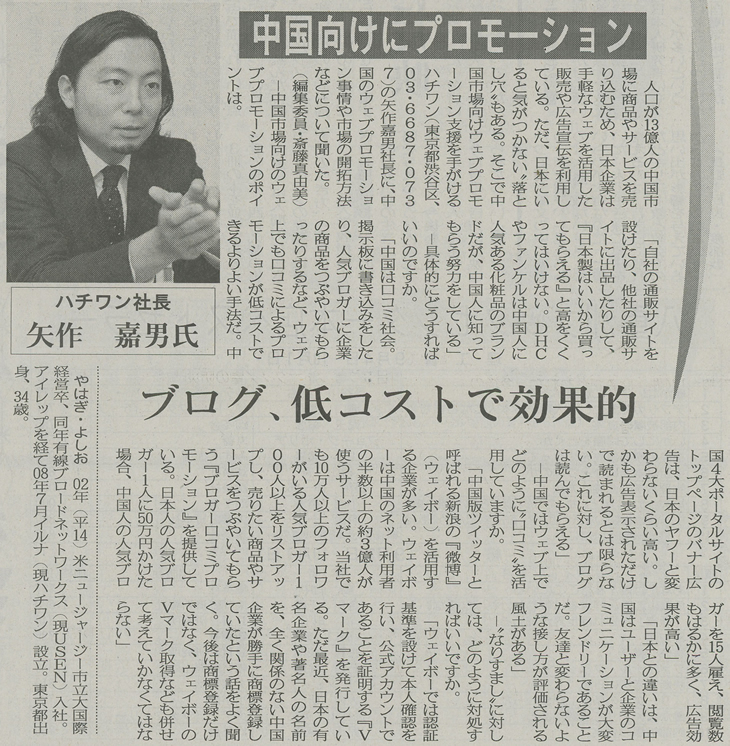 中国向けにプロモーション
人口が13億人の中国市
場に商品やサービスを売
り込むため、日本企業は
手軽なウェブを活用した
販売や広告宣伝を利用し
ている。ただ、日本にい
ると気がつかない〝落と
し穴〟もある。そこで中
国市場向けウェブプロモ
ーション支援を手がける
ハチワン(東京都渋谷区、
03・6687・073
7)の矢作嘉男社長に、中
国のウェブプロモーショ
ン事情や市場の開拓方法
などについて聞いた。
(編集委員・斎藤真由美)
―中国市場向けのウェ
ブプロモーションのポイ
ントは。
「自社の通販サイトを
設けたり、他社の通販サ
イトに出品したりして、
『日本製はいいから買っ
てもらえる』と高をくく
ってはいけない。DHC
やファンケルは中国人に
人気ある化粧品のブラン
ドだが、中国人に知って
もらう努力をしている」
―具体的にどうすれば
いいのですか。
「中国は口コミ社会。
掲示板に書き込みをした
り、人気ブロガーに企業
の商品をつぶやいてもら
ったりするなど、ウェブ
上でも口コミによるプロ
モーションが低コストで
きるよりよい手法だ。中
ハチワン社長
矢作 嘉男氏
ブログ、低コストで効果的
国4大ポータルサイトの
トップページのバナー広
告は、日本のヤフーと変
わらないくらい高い。し
かも広告表示されただけ
で読まれるとは限らな
い。これに対し、ブログ
は読んでもらえる」
―中国ではウェブ上で
どのように〝口コミ〟を活
用していますか。
「中国版ツイッターと
呼ばれる新浪の『微博』
(ウェイボー)を活用す
る企業が多い。ウェイボ
ーは中国のネット利用者
の半数以上の約3億人が
使うサービスだ。当社で
も10万人以上のフォロワ
ーがいる人気ブロガー1
00人以上をリストアッ
プし、売りたい商品やサ
ービスをつぶやいてもら
う『ブロガー口コミプロ
モーション』を提供して
いる。日本人の人気ブロ
ガー1人に50万円かけた
場合、中国人の人気ブロ
ガーを15人雇え、閲覧数
もはるかに多く、広告効
果が高い」
「日本との違いは、中
国はユーザーと企業のコ
ミュニケーションが大変
フレンドリーであるこ
とだ。友達と変わらないよ
うな接し方が評価される
風土がある」
―〝なりすまし〟に対し
ては、どのように対処す
ればいいですか。
「ウェイボーでは認証
基準を設けて本人確認を
行い、公式アカウントで
あることを証明する『V
マーク』を発行してい
る。ただ最近、日本の有
名企業や著名人の名前
を、全く関係のない中国
企業が勝手に商標登録し
ていたという話をよく聞
く。今後は商標登録だけ
ではなく、ウェイボーの
Vマーク取得なども併せ
て考えていかなくてはな
らない」
やはぎ・よしお 02年(平14)米ニュージャージー市立大国際
経営卒、同年有線ブロードネットワークス(現USEN)入社。
アイレップを経て08年7月イルナ(現ハチワン)設立。東京都出
身、34歳。